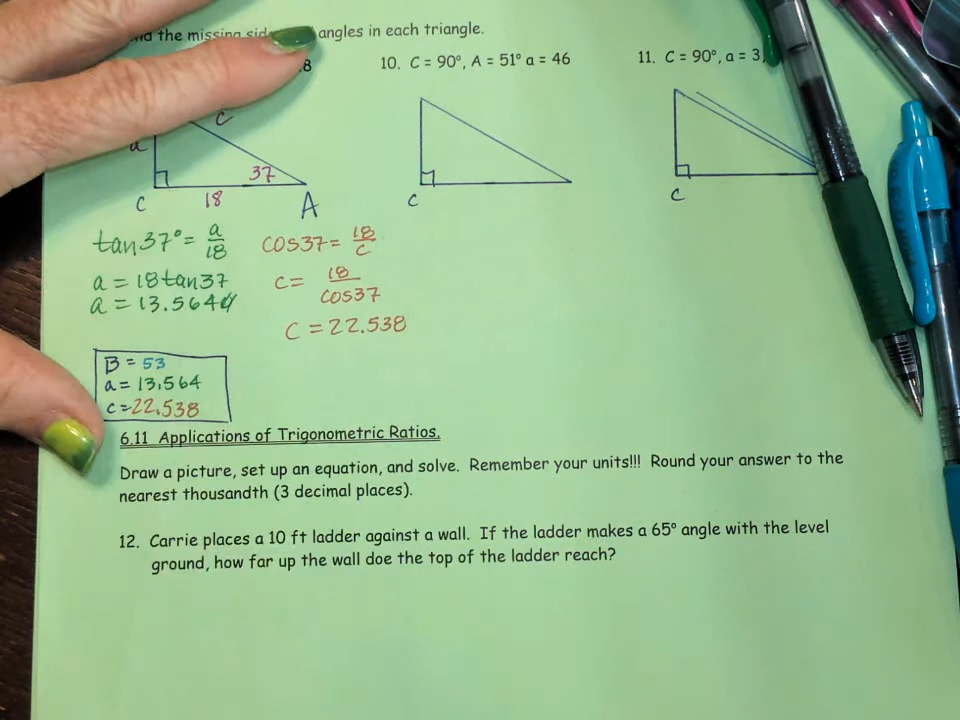 the missing angles in each triangle.
8 10. C = 90°, A = 51° a = 46 11. C = 90°, a = 3,
c
a
37
C 18 A C C
tan37°= a/18 cos37= 18/c
a = 18tan37 c= 18/cos37
a = 13.564
c = 22.538
B = 53
a = 13.564
c=22.538
6.11 Applications of Trigonometric Ratios.
Draw a picture, set up an equation, and solve. Remember your units!!! Round your answer to the
nearest thousandth (3 decimal places).
12. Carrie places a 10 ft ladder against a wall. If the ladder makes a 65° angle with the level
ground, how far up the wall doe the top of the ladder reach?